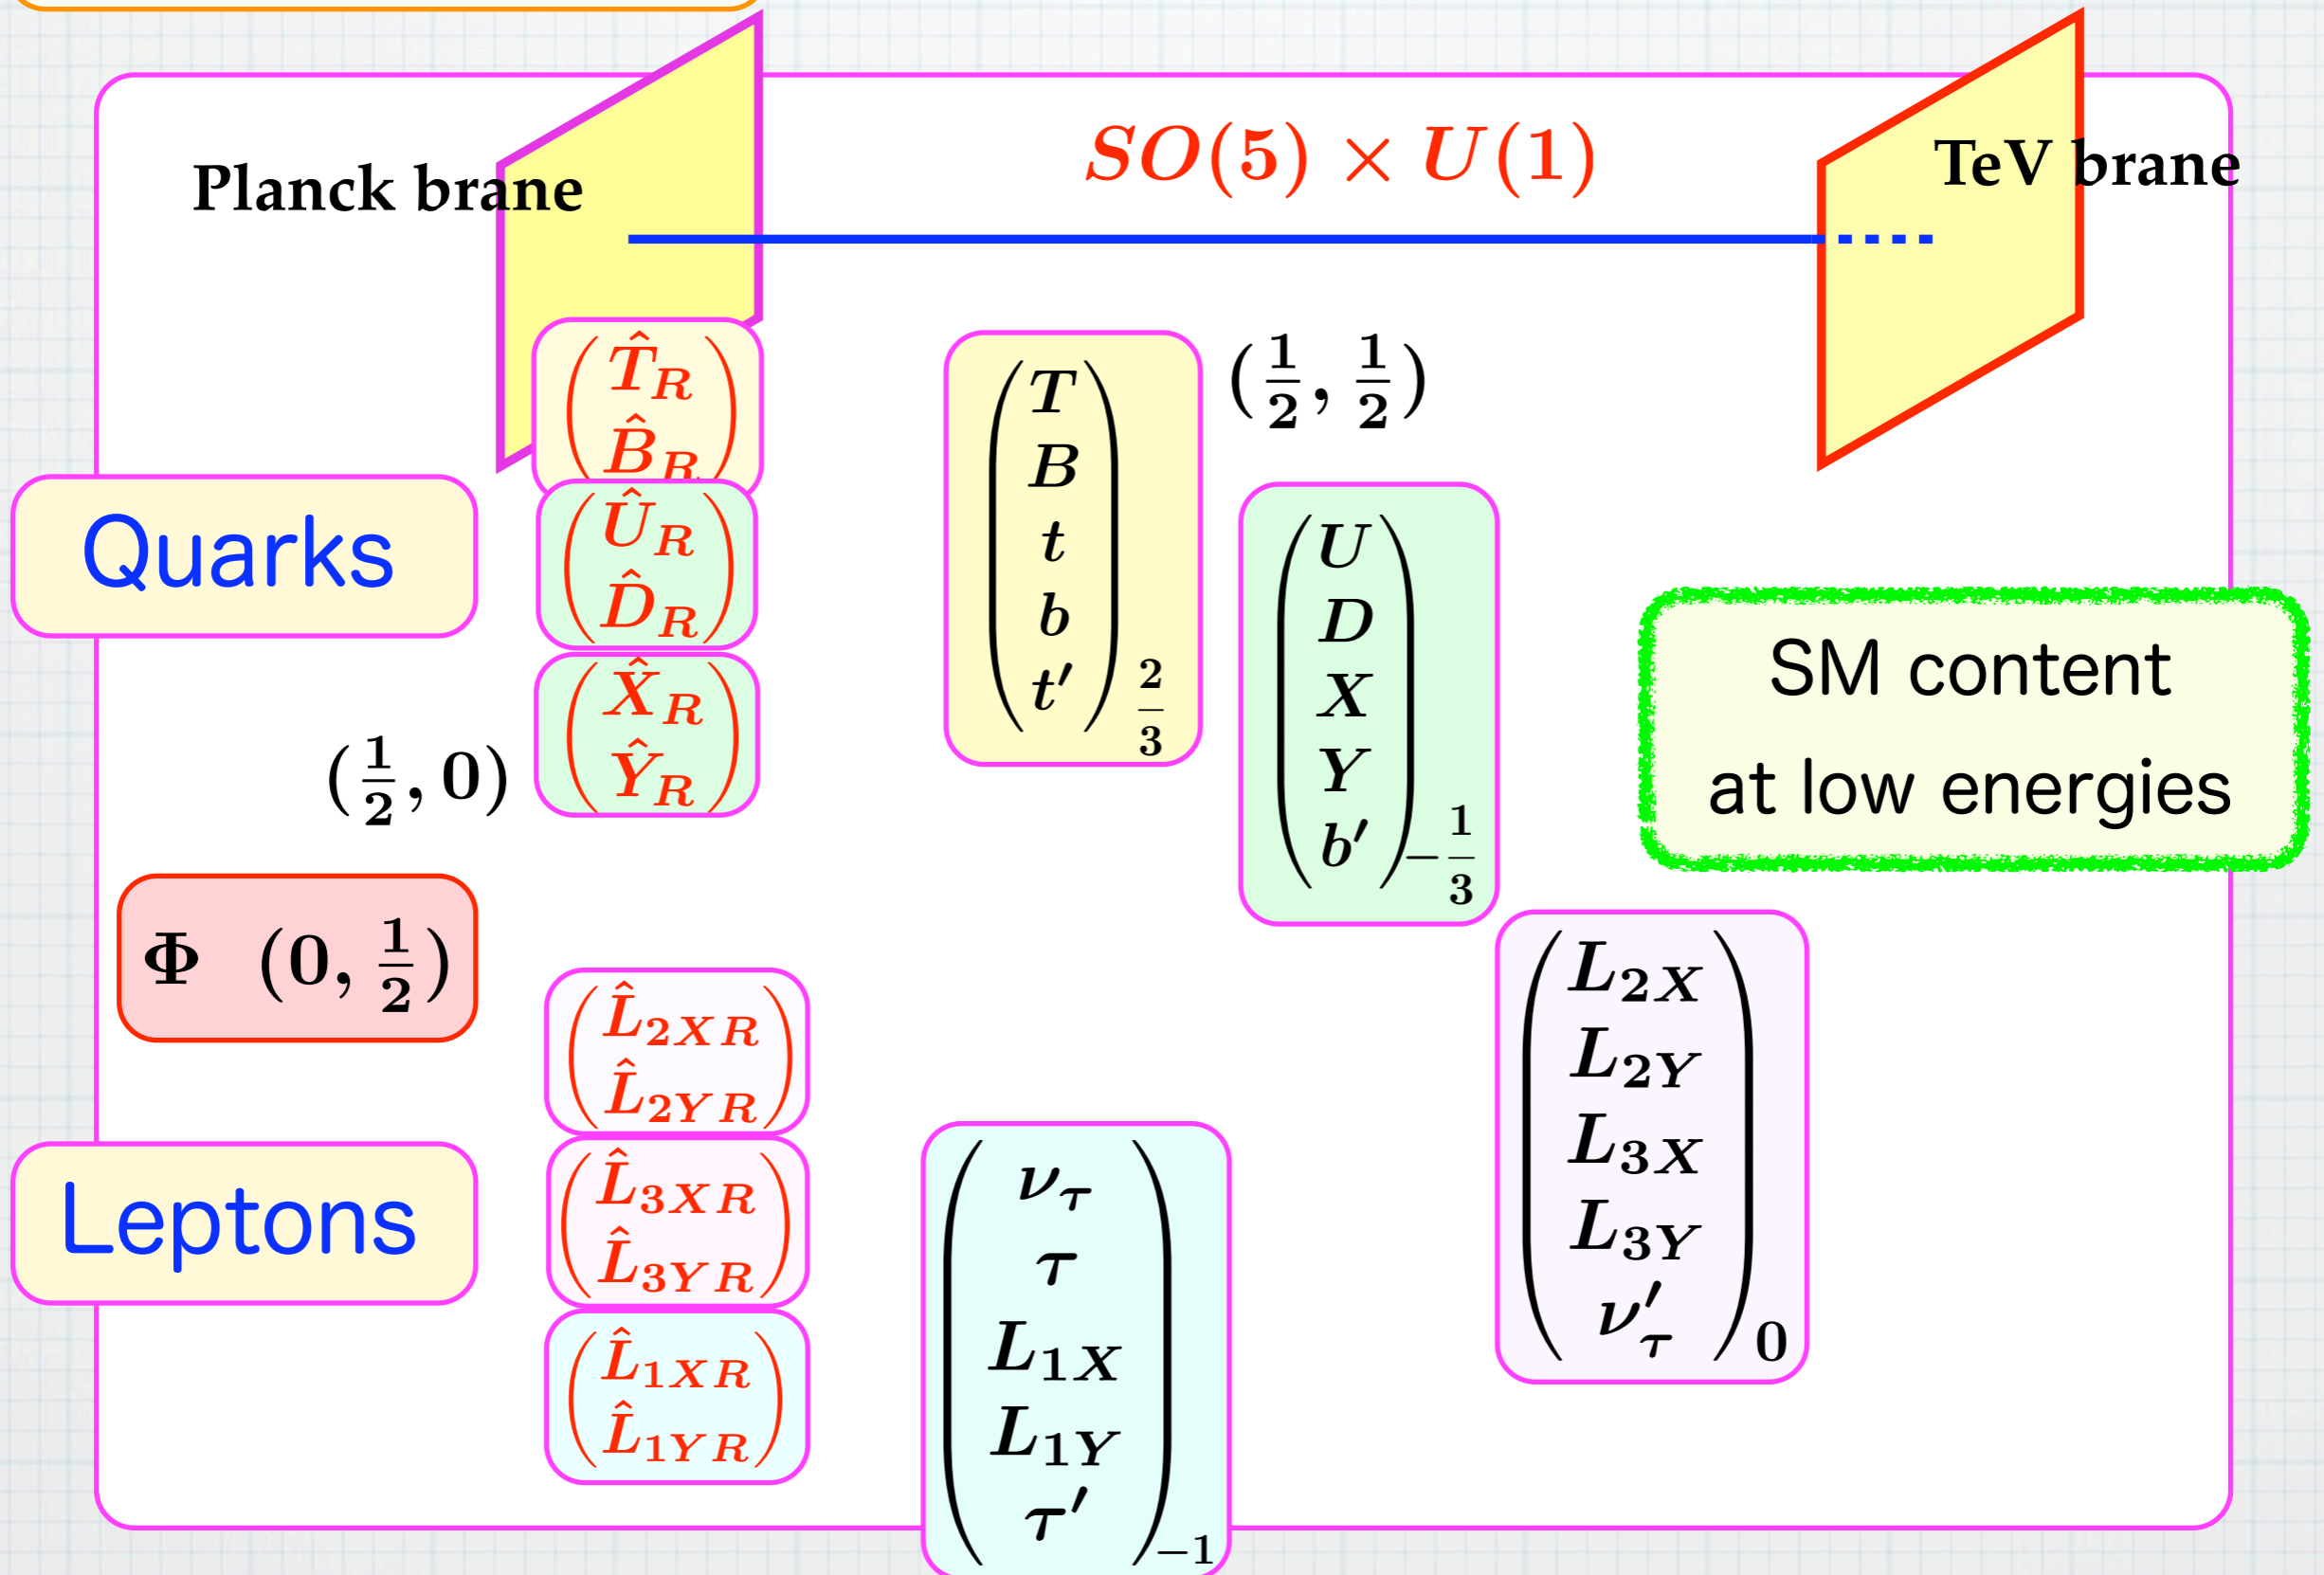 Planck brane
SO(5) × U(1)
TeV brane
T̂_R
B̂_R
Û_R
D̂_R
X̂_R
Ŷ_R
(1/2, 0)
Quarks
T
B
t
b
t′
2/3
(1/2, 1/2)
U
D
X
Y
b′
−1/3
SM content
at low energies
Φ (0, 1/2)
Leptons
L̂_2XR
L̂_2YR
L̂_3XR
L̂_3YR
L̂_1XR
L̂_1YR
ν_τ
τ
L_1X
L_1Y
τ′
−1
L_2X
L_2Y
L_3X
L_3Y
ν′_τ
0